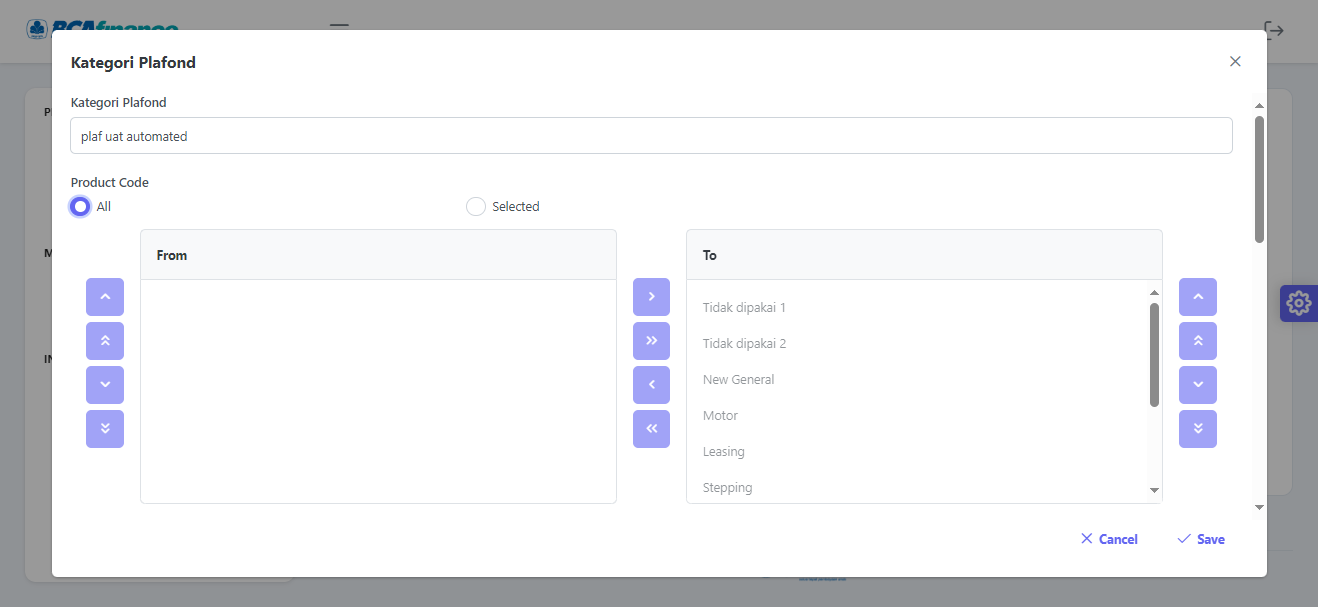 BCAfinance
Kategori Plafond
Kategori Plafond
plaf uat automated
Product Code
All
Selected
From
To
Tidak dipakai 1
Tidak dipakai 2
New General
Motor
Leasing
Stepping
Cancel
Save